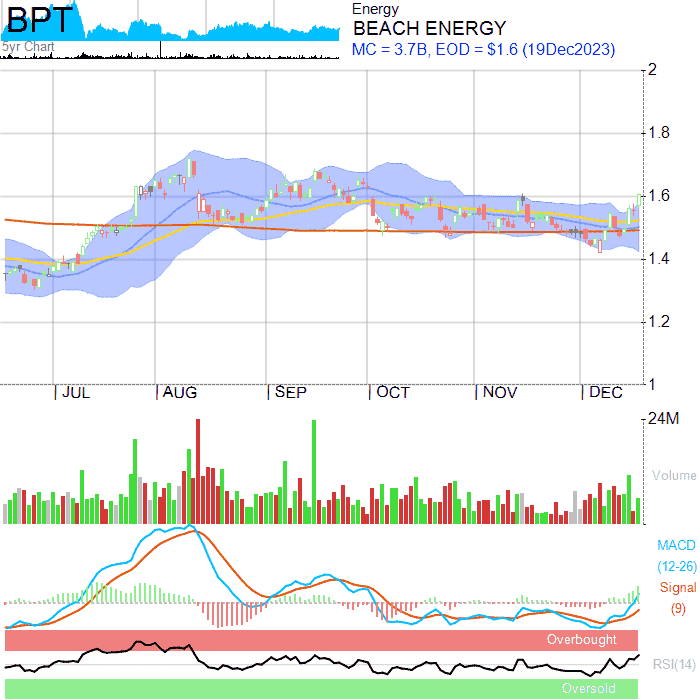 BPT
5yr Chart
Energy
BEACH ENERGY
MC = 3.7B, EOD = $1.6 (19Dec2023)
2
1.8
1.6
1.4
1.2
1
JUL AUG SEP OCT NOV DEC
24M
Volume
MACD
(12-26)
Signal
(9)
Overbought
RSI(14)
Oversold